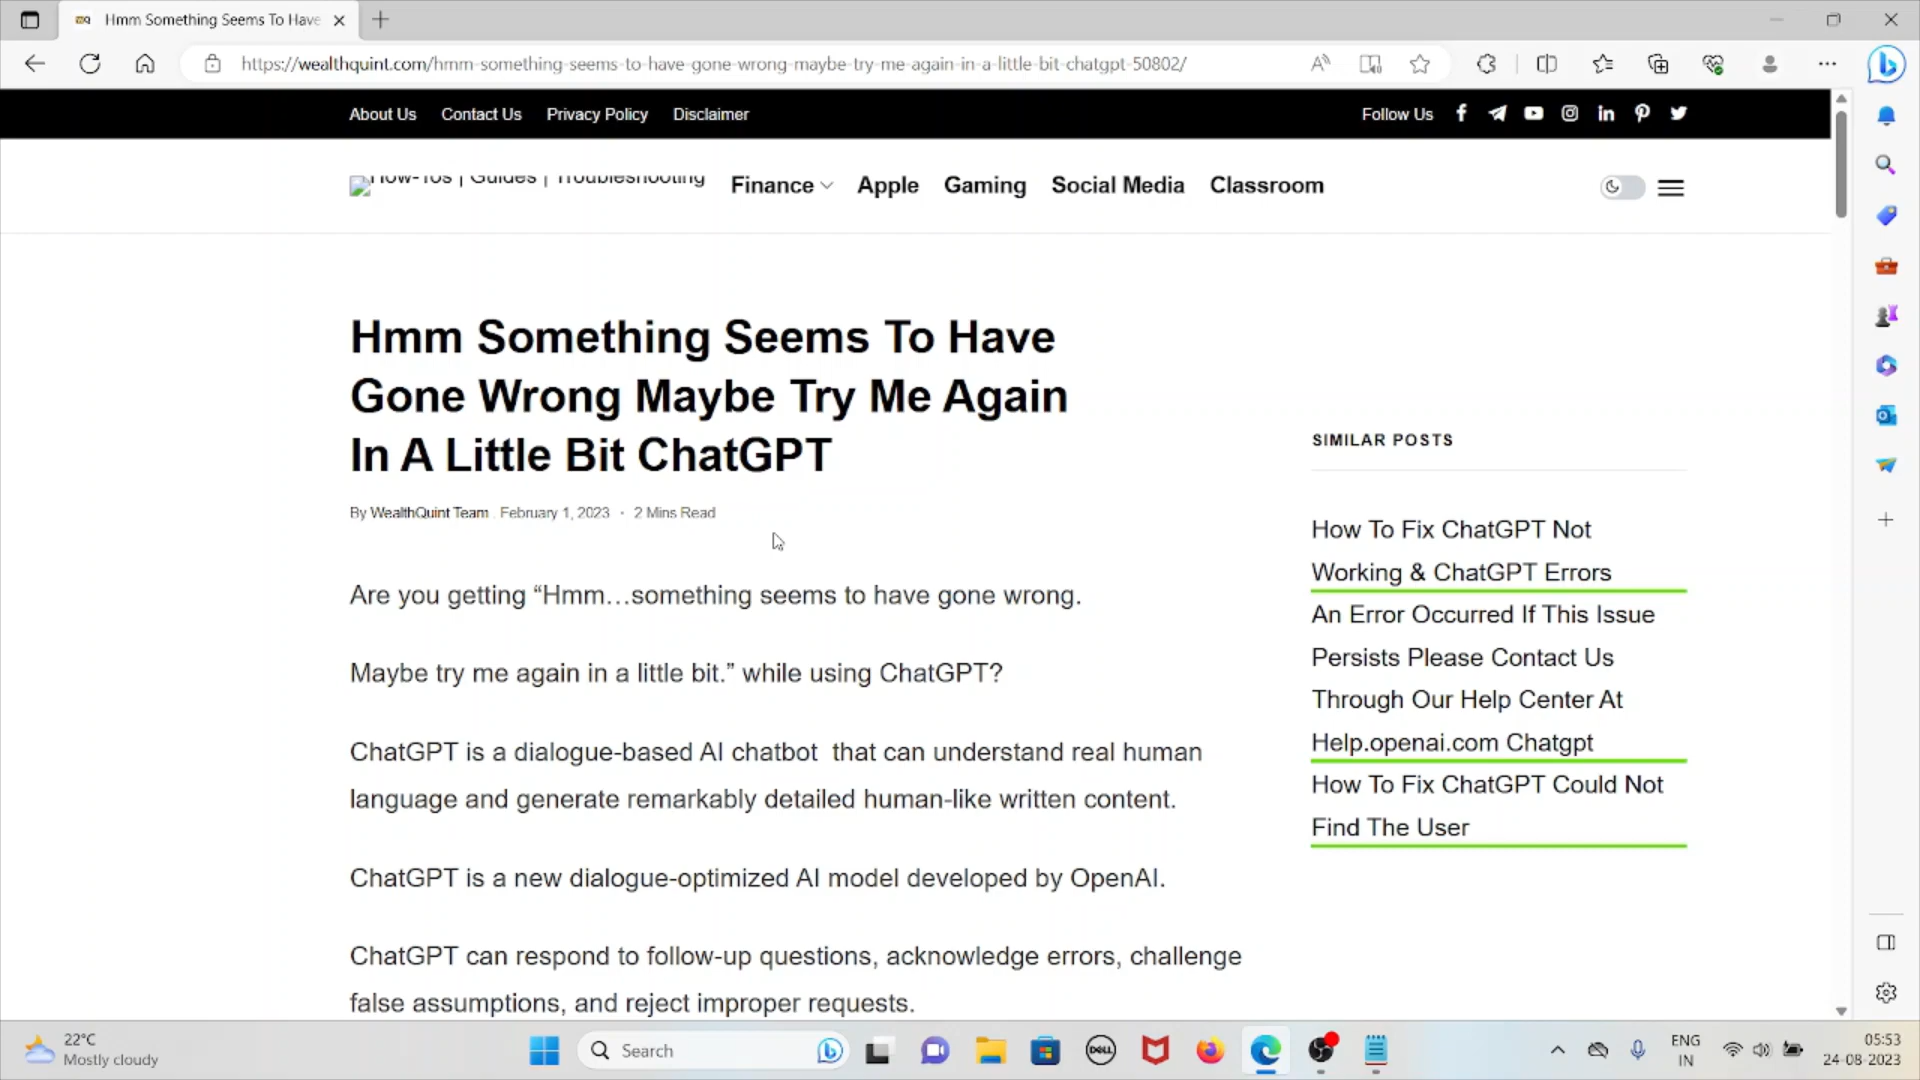 Hmm Something Seems To Have
https://wealthquint.com/hmm-something-seems-to-have-gone-wrong-maybe-try-me-again-in-a-little-bit-chatgpt-50802/
About Us Contact Us Privacy Policy Disclaimer Follow Us
How-Tos | Guides | Troubleshooting Finance Apple Gaming Social Media Classroom
Hmm Something Seems To Have
Gone Wrong Maybe Try Me Again
In A Little Bit ChatGPT
By WealthQuint Team . February 1, 2023 · 2 Mins Read
Are you getting “Hmm…something seems to have gone wrong.
Maybe try me again in a little bit.” while using ChatGPT?
ChatGPT is a dialogue-based AI chatbot that can understand real human
language and generate remarkably detailed human-like written content.
ChatGPT is a new dialogue-optimized AI model developed by OpenAI.
ChatGPT can respond to follow-up questions, acknowledge errors, challenge
false assumptions, and reject improper requests.
SIMILAR POSTS
How To Fix ChatGPT Not
Working & ChatGPT Errors
An Error Occurred If This Issue
Persists Please Contact Us
Through Our Help Center At
Help.openai.com Chatgpt
How To Fix ChatGPT Could Not
Find The User
22°C
Mostly cloudy
Search
DELL
ENG
IN
05:53
24-08-2023